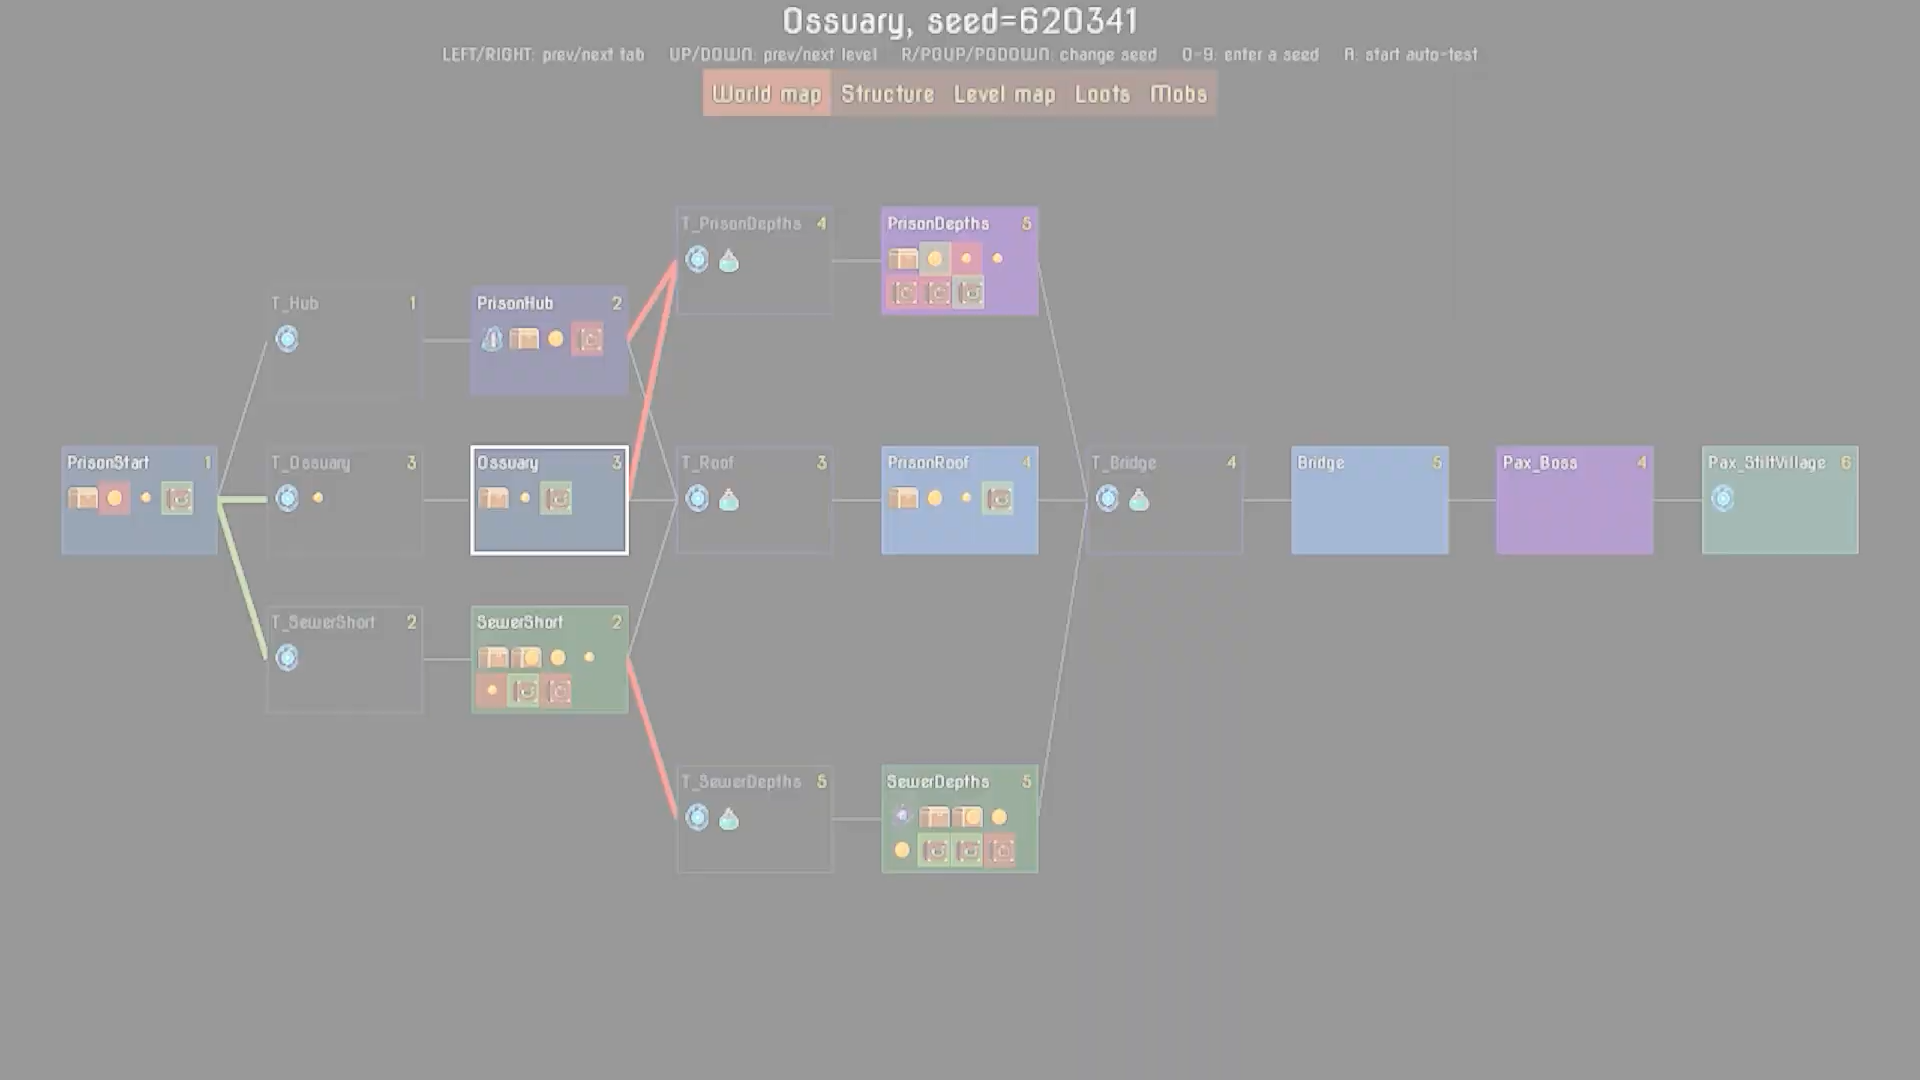 Ossuary, seed=620341
LEFT/RIGHT: prev/next tab UP/DOWN: prev/next level R/PGUP/PGDOWN: change seed 0-9: enter a seed A: start auto-test
World map Structure Level map Loots Mobs
T_PrisonDepths 4 PrisonDepths 5
T_Hub 1 PrisonHub 2
PrisonStart 1 T_Ossuary 3 Ossuary 3 T_Roof 3 PrisonRoof 4 T_Bridge 4 Bridge 5 Pax_Boss 4 Pax_StiltVillage 6
T_SewerShort 2 SewerShort 2
T_SewerDepths 5 SewerDepths 5